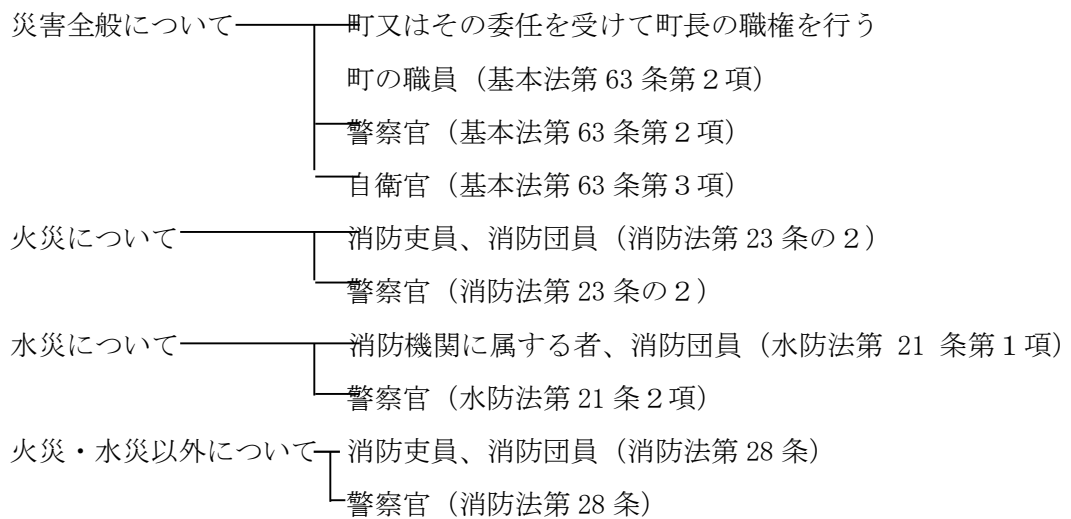 災害全般について 町又はその委任を受けて町長の職権を行う
町の職員（基本法第 63 条第２項）
警察官（基本法第 63 条第２項）
自衛官（基本法第 63 条第３項）
火災について 消防吏員、消防団員（消防法第 23 条の２）
警察官（消防法第 23 条の２）
水災について 消防機関に属する者、消防団員（水防法第 21 条第１項）
警察官（水防法第 21 条２項）
火災・水災以外について 消防吏員、消防団員（消防法第 28 条）
警察官（消防法第 28 条）